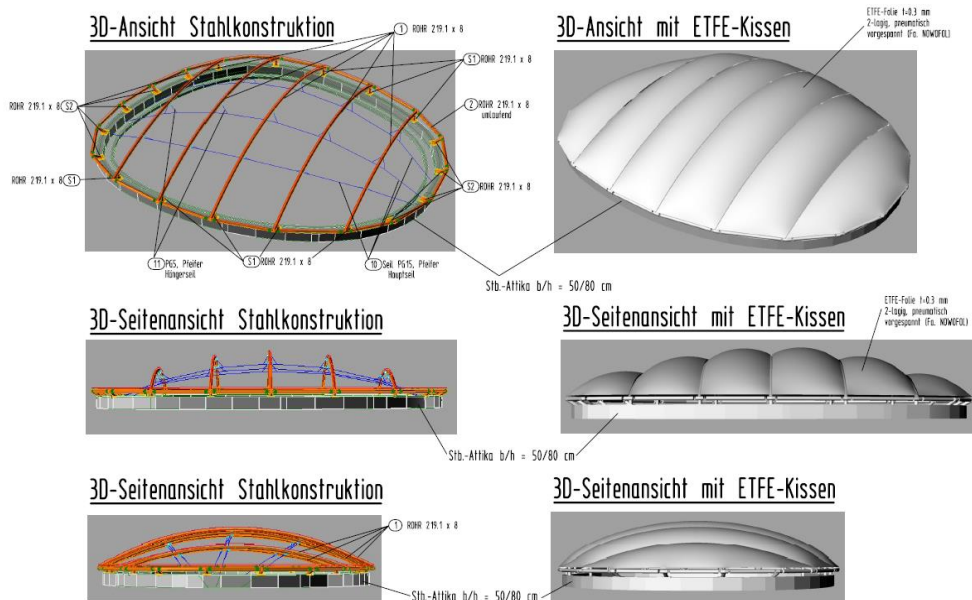 3D-Ansicht Stahlkonstruktion
1 ROHR 219.1 x 8
S1 ROHR 219.1 x 8
2 ROHR 219.1 x 8
umlaufend
ROHR 219.1 x 8 S2
ROHR 219.1 x 8 S1
S2 ROHR 219.1 x 8
11 PG5, Pfeifer
Hängerseil
S1 ROHR 219.1 x 8
10 Seil PG15, Pfeifer
Hauptseil
3D-Ansicht mit ETFE-Kissen
ETFE-Folie t=0.3 mm
2-lagig, pneumatisch
vorgespannt (Fa. NOWOFOL)
Stb.-Attika b/h = 50/80 cm
3D-Seitenansicht Stahlkonstruktion
3D-Seitenansicht mit ETFE-Kissen
ETFE-Folie t=0.3 mm
2-lagig, pneumatisch
vorgespannt (Fa. NOWOFOL)
Stb.-Attika b/h = 50/80 cm
3D-Seitenansicht Stahlkonstruktion
1 ROHR 219.1 x 8
3D-Seitenansicht mit ETFE-Kissen
Stb.-Attika b/h = 50/80 cm